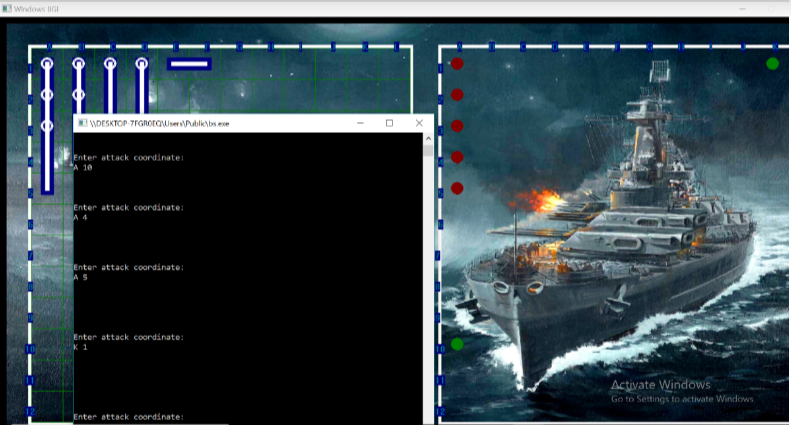 Windows BGI
\\DESKTOP-7FGR0EQ\Users\Public\bs.exe
Enter attack coordinate:
A 10
Enter attack coordinate:
A 4
Enter attack coordinate:
A 5
Enter attack coordinate:
K 1
Enter attack coordinate:
10
11
12
10
11
12
Activate Windows
Go to Settings to activate Windows.